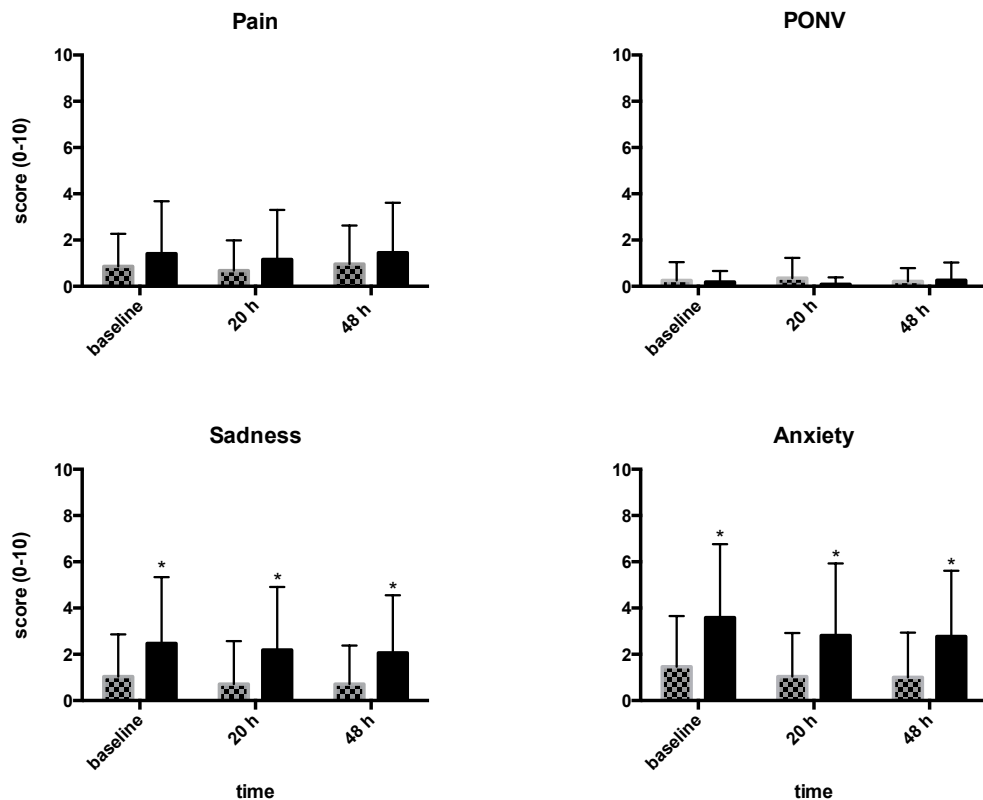 Pain
10
8
6
4
2
0
score (0-10)
baseline
20 h
48 h
PONV
10
8
6
4
2
0
baseline
20 h
48 h
Sadness
10
8
6
4
2
0
score (0-10)
*
*
*
baseline
20 h
48 h
time
Anxiety
10
8
6
4
2
0
*
*
*
baseline
20 h
48 h
time